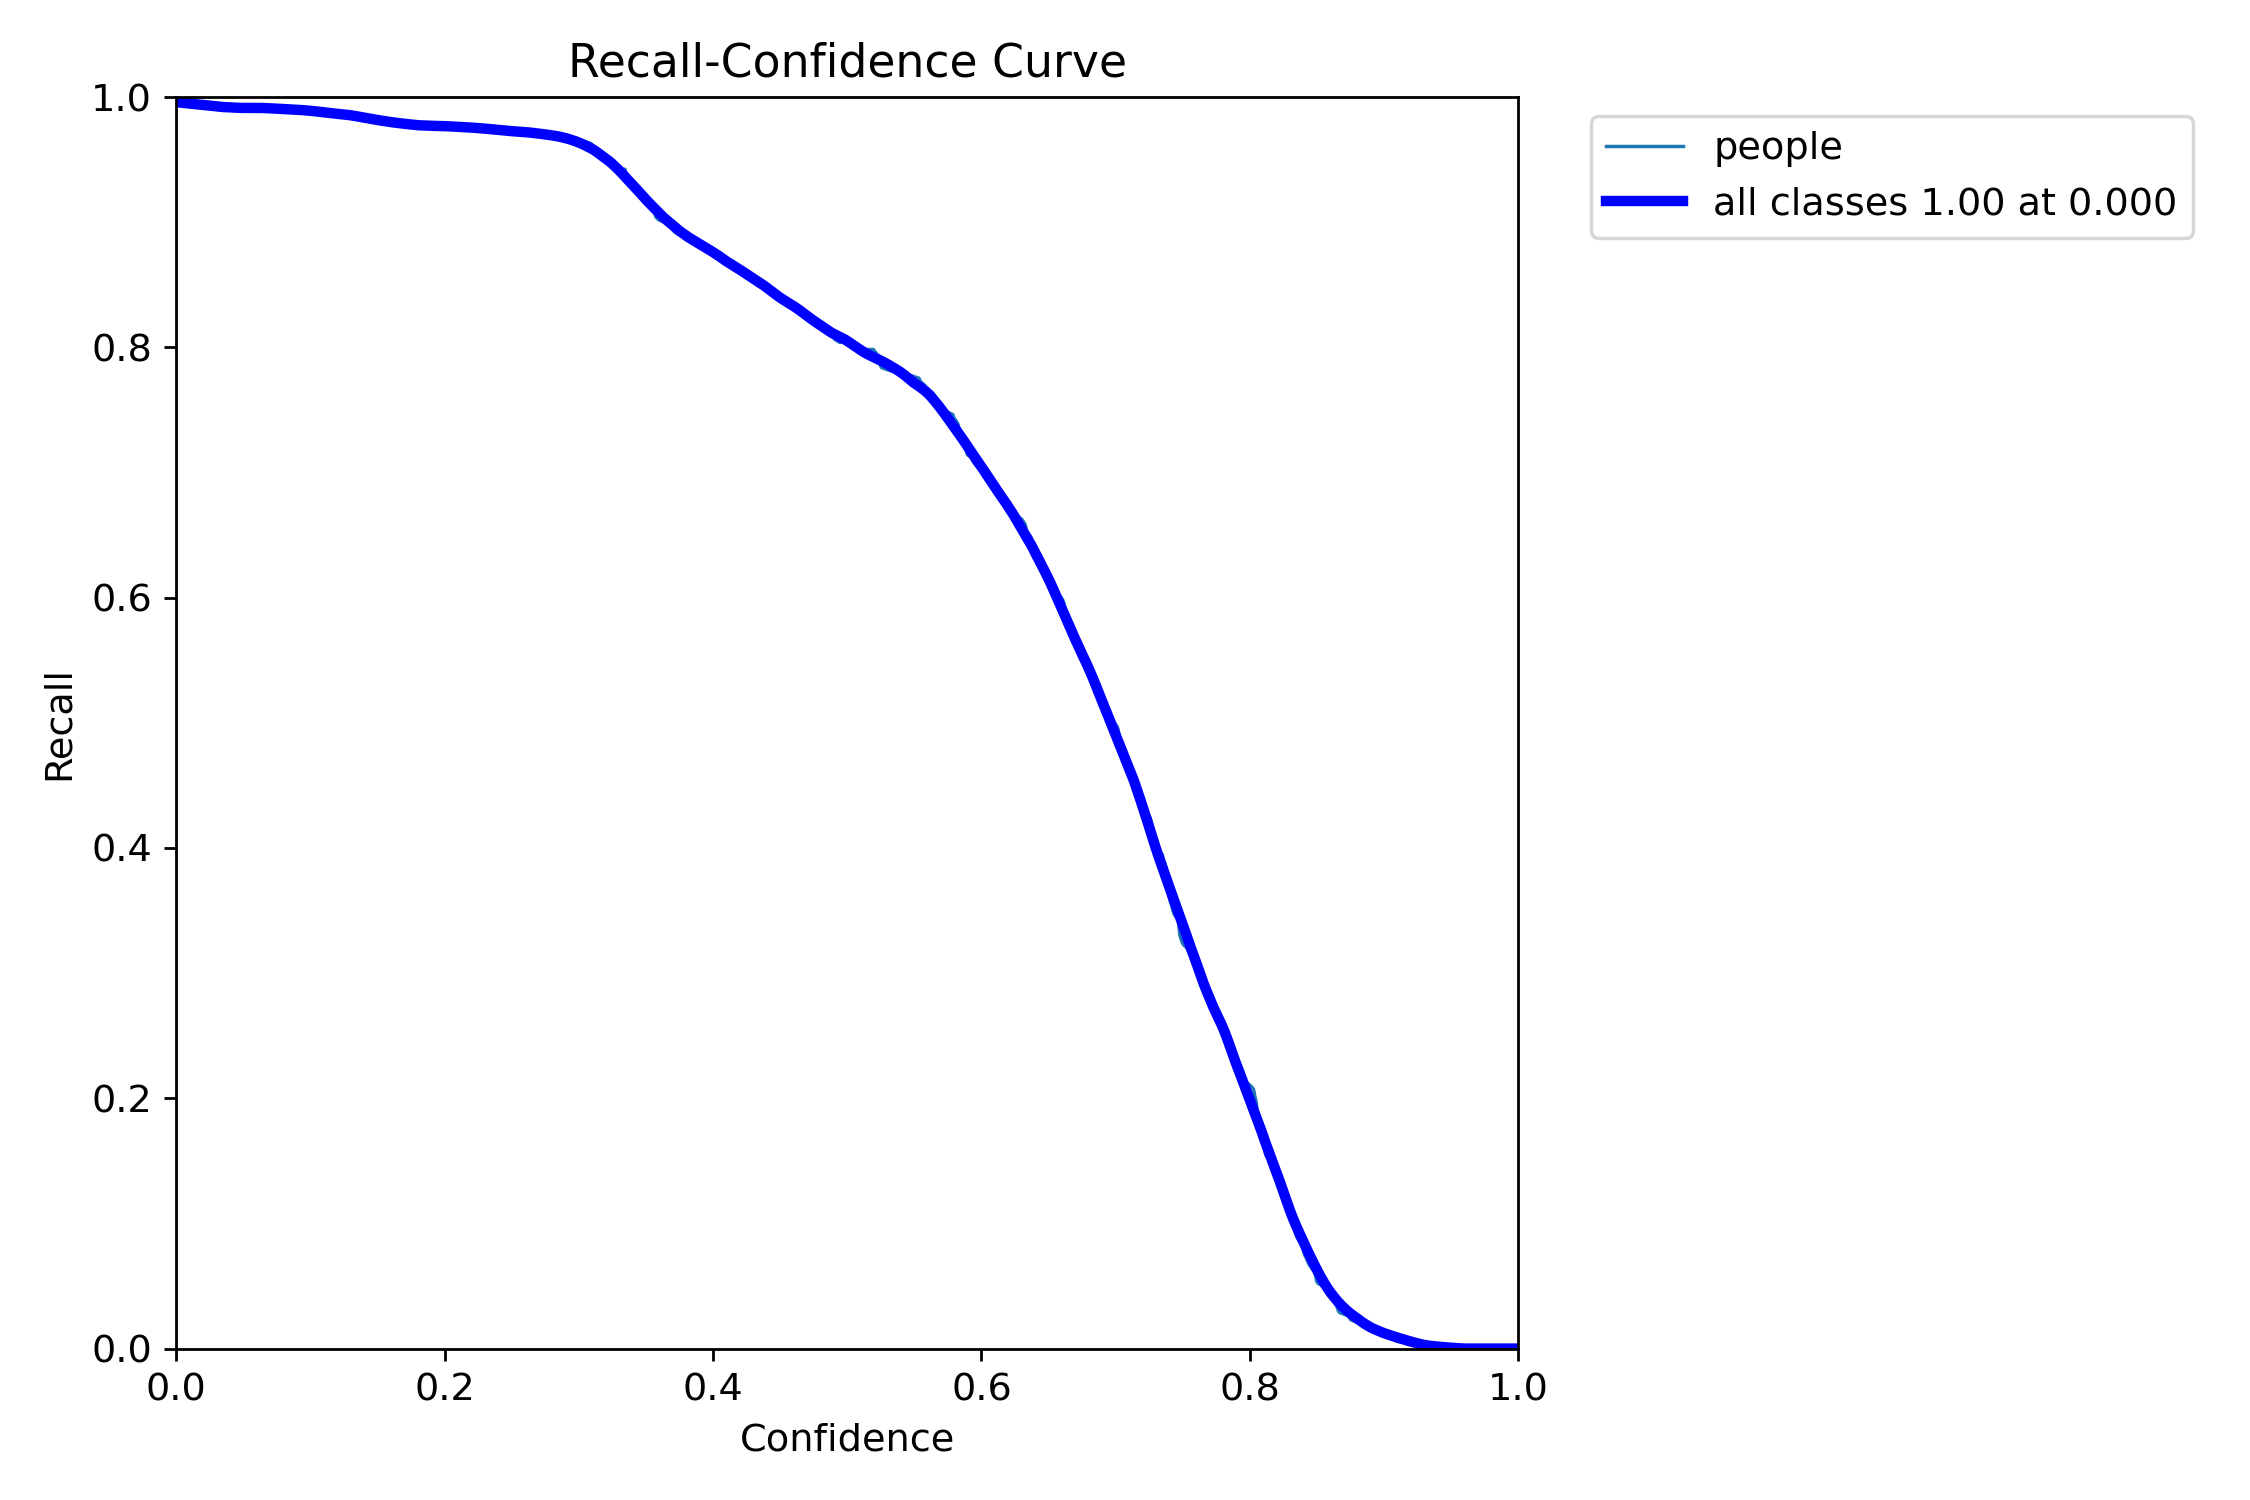 Recall-Confidence Curve
people
all classes 1.00 at 0.000
1.0
0.8
0.6
0.4
0.2
0.0
Recall
0.0 0.2 0.4 0.6 0.8 1.0
Confidence